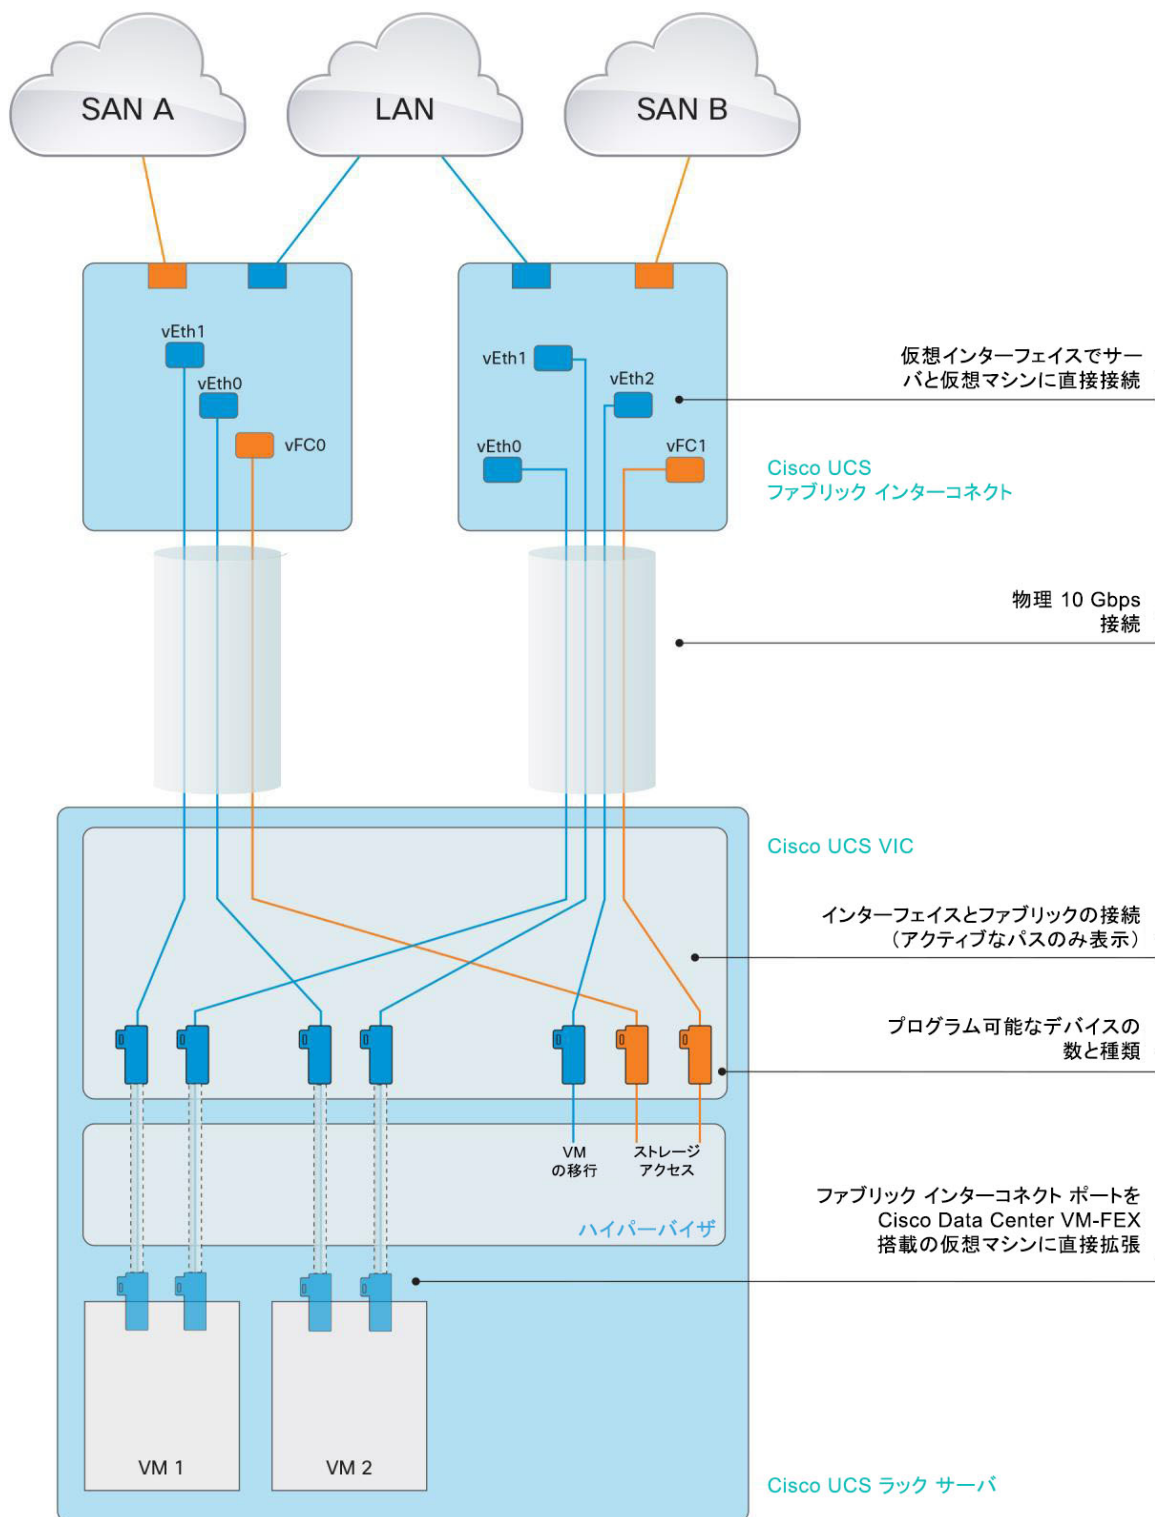 SAN A
LAN
SAN B
vEth1
vEth0
vFC0
vEth1
vEth2
vEth0
vFC1
仮想インターフェイスでサー
バと仮想マシンに直接接続
Cisco UCS
ファブリック インターコネクト
物理 10 Gbps
接続
Cisco UCS VIC
インターフェイスとファブリックの接続
（アクティブなパスのみ表示）
プログラム可能なデバイスの
数と種類
VM
の移行
ストレージ
アクセス
ハイパーバイザ
ファブリック インターコネクト ポートを
Cisco Data Center VM-FEX
搭載の仮想マシンに直接拡張
VM 1
VM 2
Cisco UCS ラック サーバ